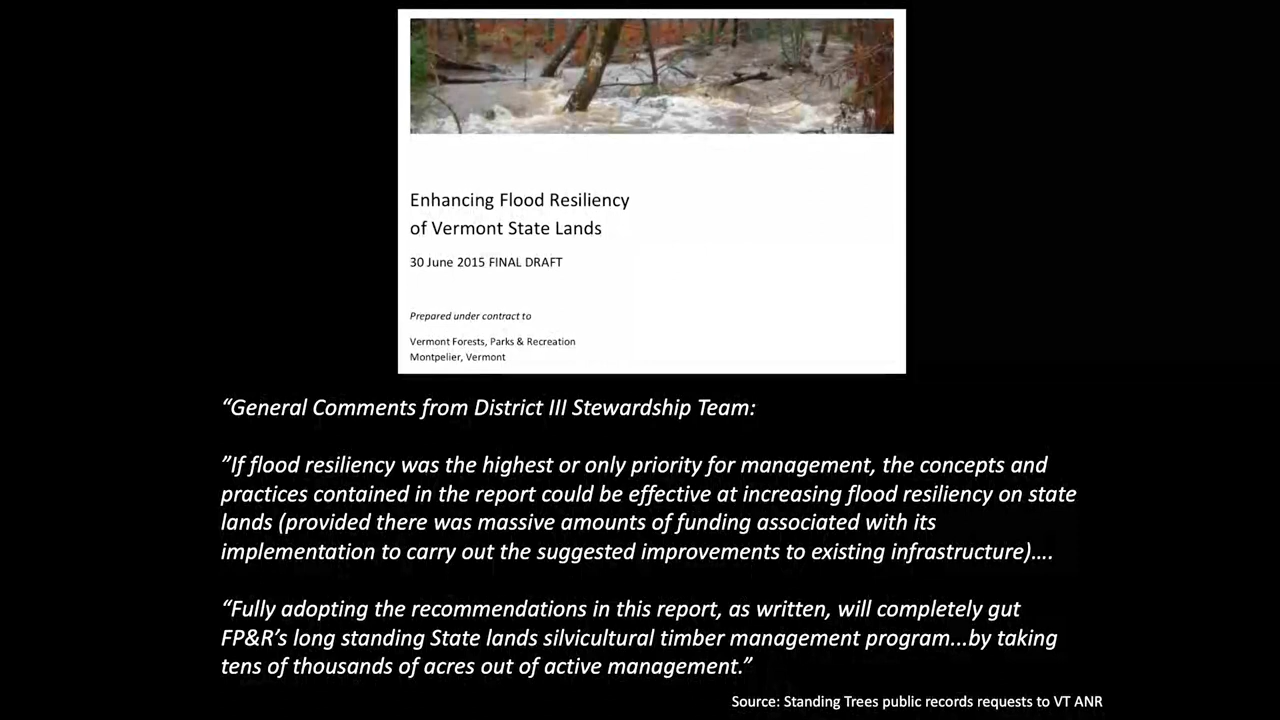 Enhancing Flood Resiliency
of Vermont State Lands
30 June 2015 FINAL DRAFT
Prepared under contract to
Vermont Forests, Parks & Recreation
Montpelier, Vermont
“General Comments from District III Stewardship Team:
”If flood resiliency was the highest or only priority for management, the concepts and
practices contained in the report could be effective at increasing flood resiliency on state
lands (provided there was massive amounts of funding associated with its
implementation to carry out the suggested improvements to existing infrastructure)....
“Fully adopting the recommendations in this report, as written, will completely gut
FP&R’s long standing State lands silvicultural timber management program...by taking
tens of thousands of acres out of active management.”
Source: Standing Trees public records requests to VT ANR